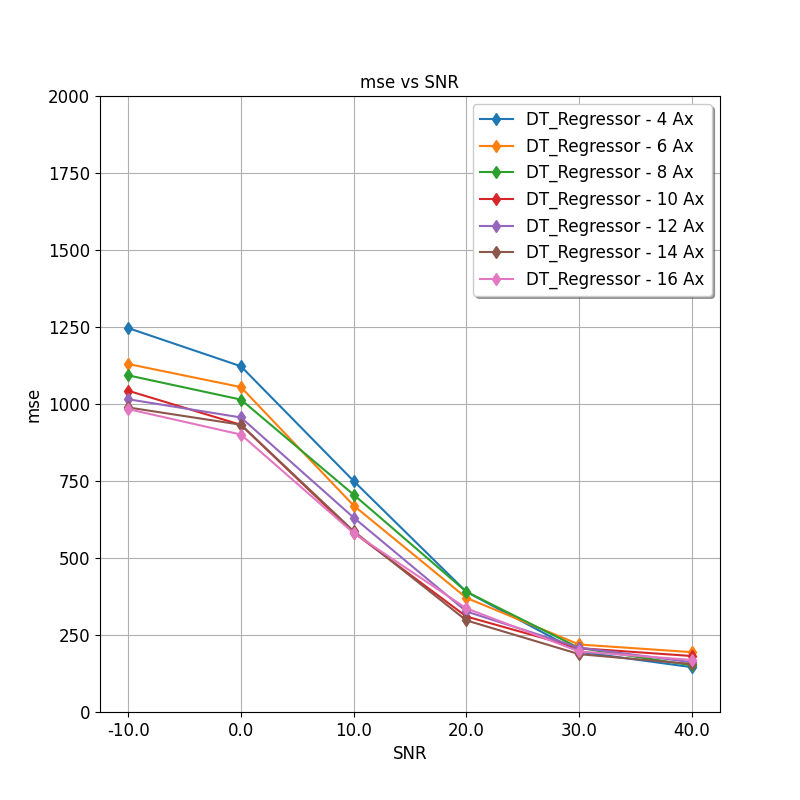 mse vs SNR
2000
1750
1500
1250
1000
750
500
250
0
mse
-10.0 0.0 10.0 20.0 30.0 40.0
SNR
DT_Regressor - 4 Ax
DT_Regressor - 6 Ax
DT_Regressor - 8 Ax
DT_Regressor - 10 Ax
DT_Regressor - 12 Ax
DT_Regressor - 14 Ax
DT_Regressor - 16 Ax